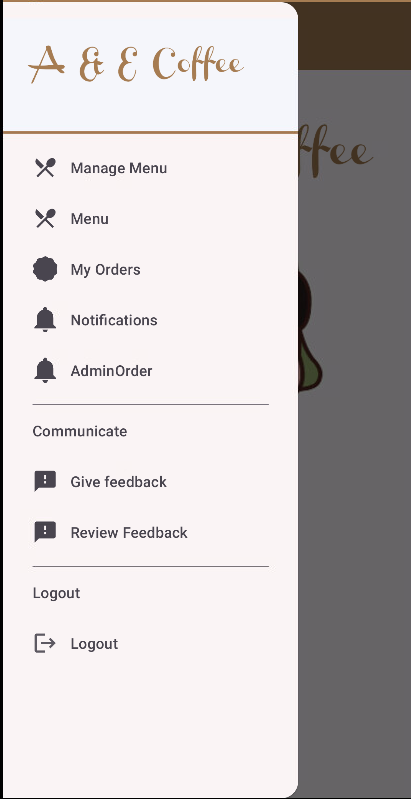 A & E Coffee
ffee
Manage Menu
Menu
My Orders
Notifications
AdminOrder
Communicate
Give feedback
Review Feedback
Logout
Logout